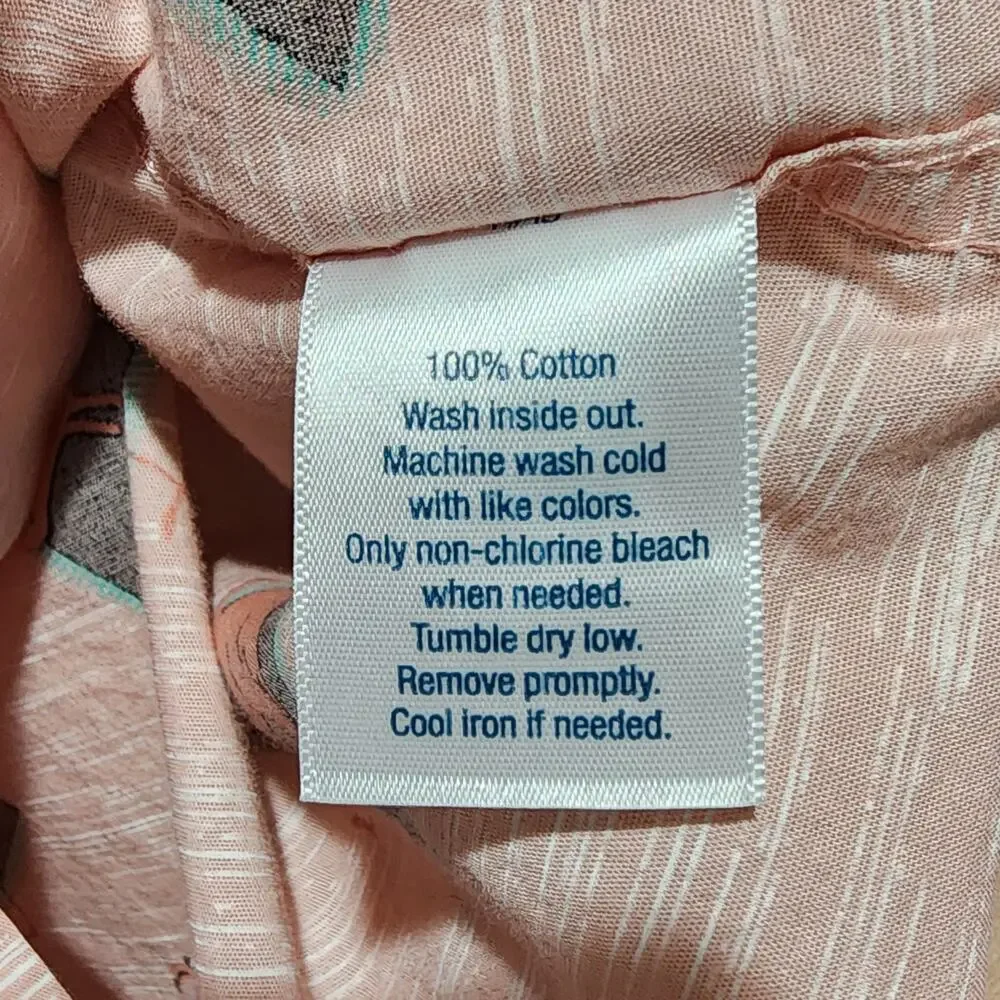 100% Cotton
Wash inside out.
Machine wash cold
with like colors.
Only non-chlorine bleach
when needed.
Tumble dry low.
Remove promptly.
Cool iron if needed.